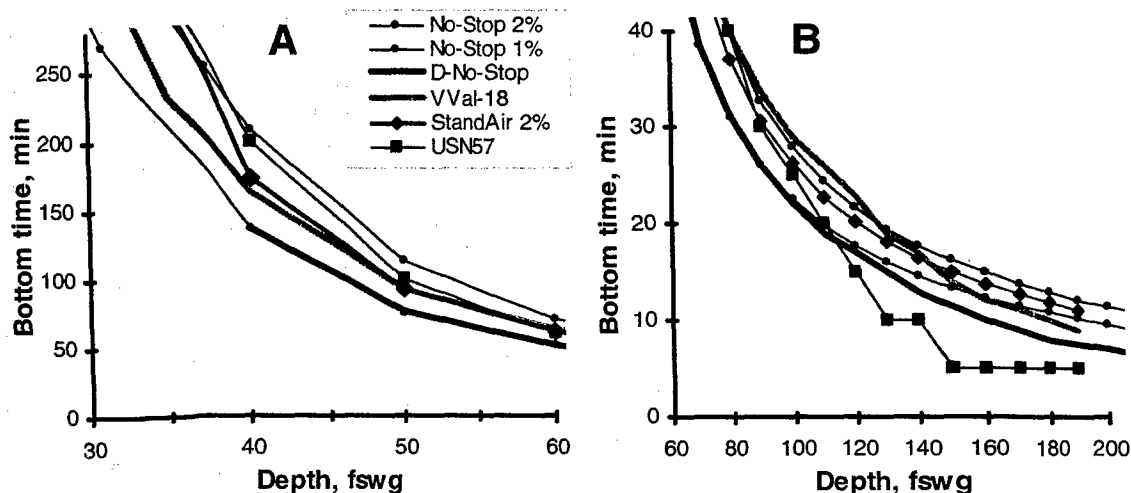 A
No-Stop 2%
No-Stop 1%
D-No-Stop
VVal-18
StandAir 2%
USN57
Bottom time, min
250
200
150
100
50
0
30
40
50
60
Depth, fswg
B
Bottom time, min
40
30
20
10
0
60
80
100
120
140
160
180
200
Depth, fswg